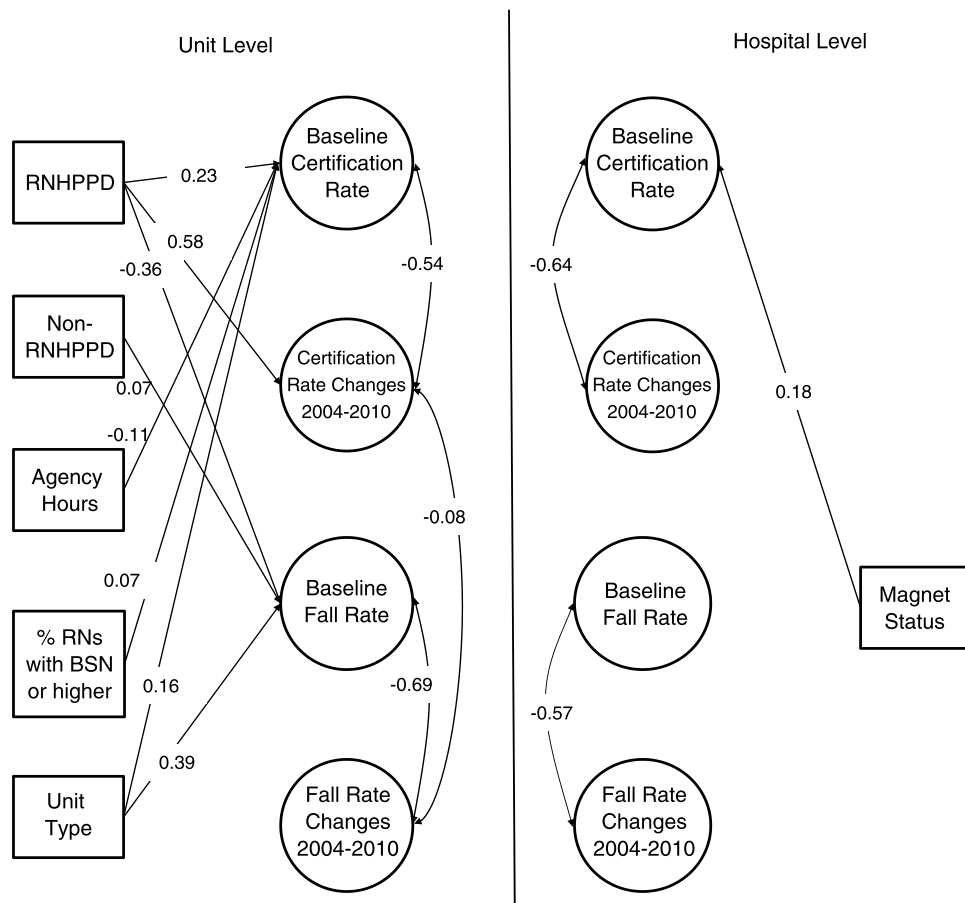 Unit Level
Hospital Level
RNHPPD
Non-
RNHPPD
Agency
Hours
% RNs
with BSN
or higher
Unit
Type
0.23
0.58
-0.36
0.07
-0.11
0.07
0.16
0.39
Baseline
Certification
Rate
Certification
Rate Changes
2004-2010
Baseline
Fall Rate
Fall Rate
Changes
2004-2010
-0.54
-0.08
-0.69
Baseline
Certification
Rate
Certification
Rate Changes
2004-2010
Baseline
Fall Rate
Fall Rate
Changes
2004-2010
-0.64
-0.57
0.18
Magnet
Status